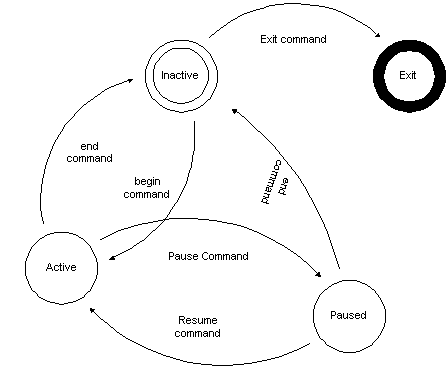 Exit command
Inactive
Exit
end
command
begin
command
end
command
Pause Command
Active
Resume
command
Paused